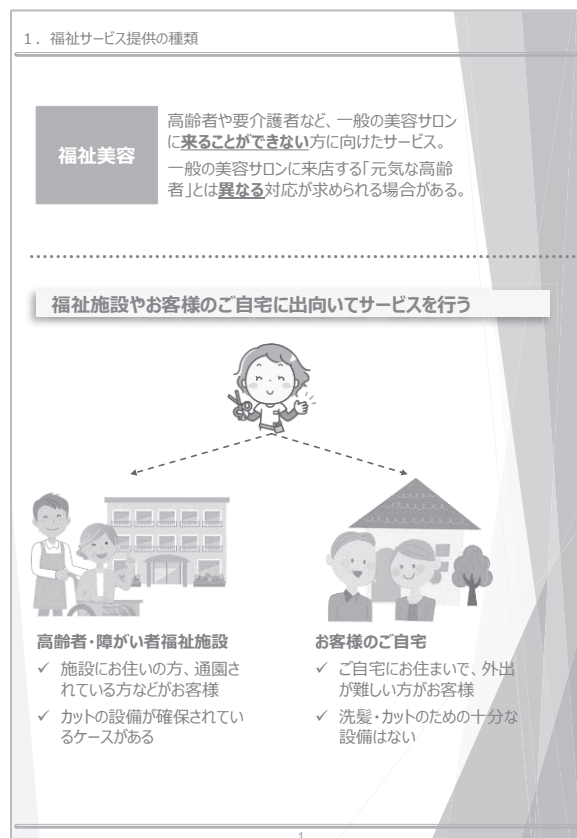 1．福祉サービス提供の種類
福祉美容
高齢者や要介護者など、一般の美容サロン
に来ることができない方に向けたサービス。
一般の美容サロンに来店する「元気な高齢
者」とは異なる対応が求められる場合がある。
福祉施設やお客様のご自宅に出向いてサービスを行う
高齢者・障がい者福祉施設
✓ 施設にお住いの方、通園さ
れている方などがお客様
✓ カットの設備が確保されてい
るケースがある
お客様のご自宅
✓ ご自宅にお住まいで、外出
が難しい方がお客様
✓ 洗髪・カットのための十分な
設備はない
1